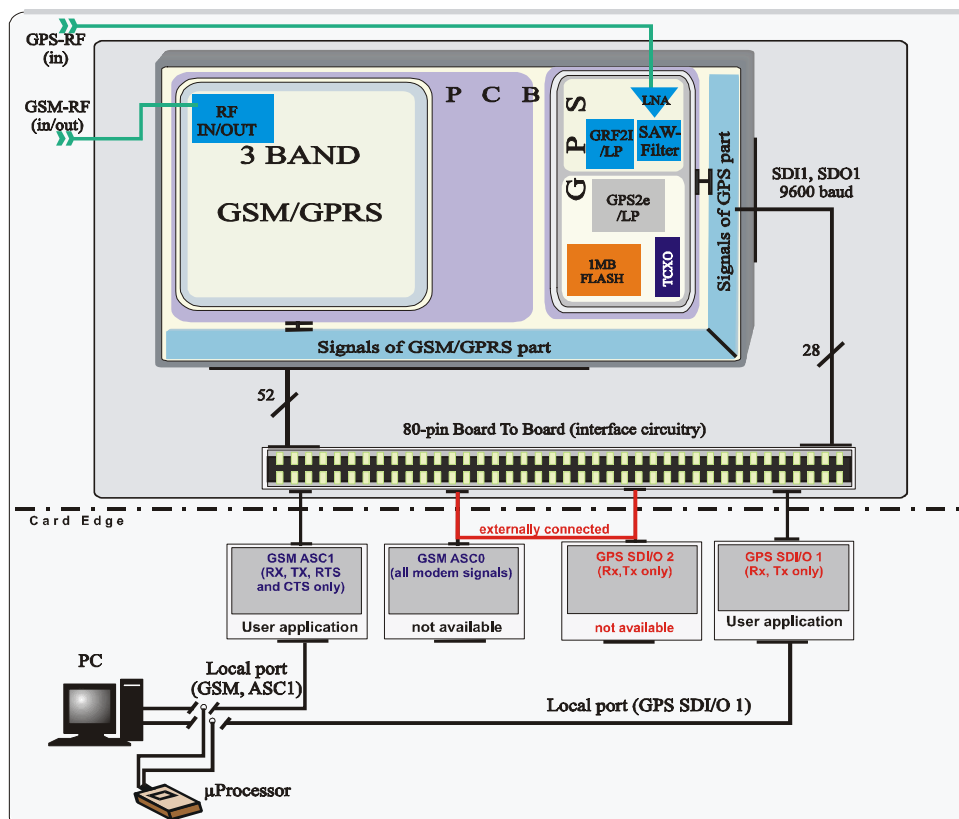 GPS-RF
(in)
GSM-RF
(in/out)
RF
IN/OUT
3 BAND
GSM/GPRS
P C B
G P S
LNA
GRF2I
/LP
SAW-
Filter
GPS2e
/LP
1MB
FLASH
TCXO
Signals of GPS part
SDI1, SDO1
9600 baud
Signals of GSM/GPRS part
52
28
80-pin Board To Board (interface circuitry)
Card Edge
externally connected
GSM ASC1
(RX, TX, RTS
and CTS only)
User application
GSM ASC0
(all modem signals)
not available
GPS SDI/O 2
(Rx,Tx only)
not available
GPS SDI/O 1
(Rx, Tx only)
User application
PC
Local port
(GSM, ASC1)
Local port (GPS SDI/O 1)
µProcessor